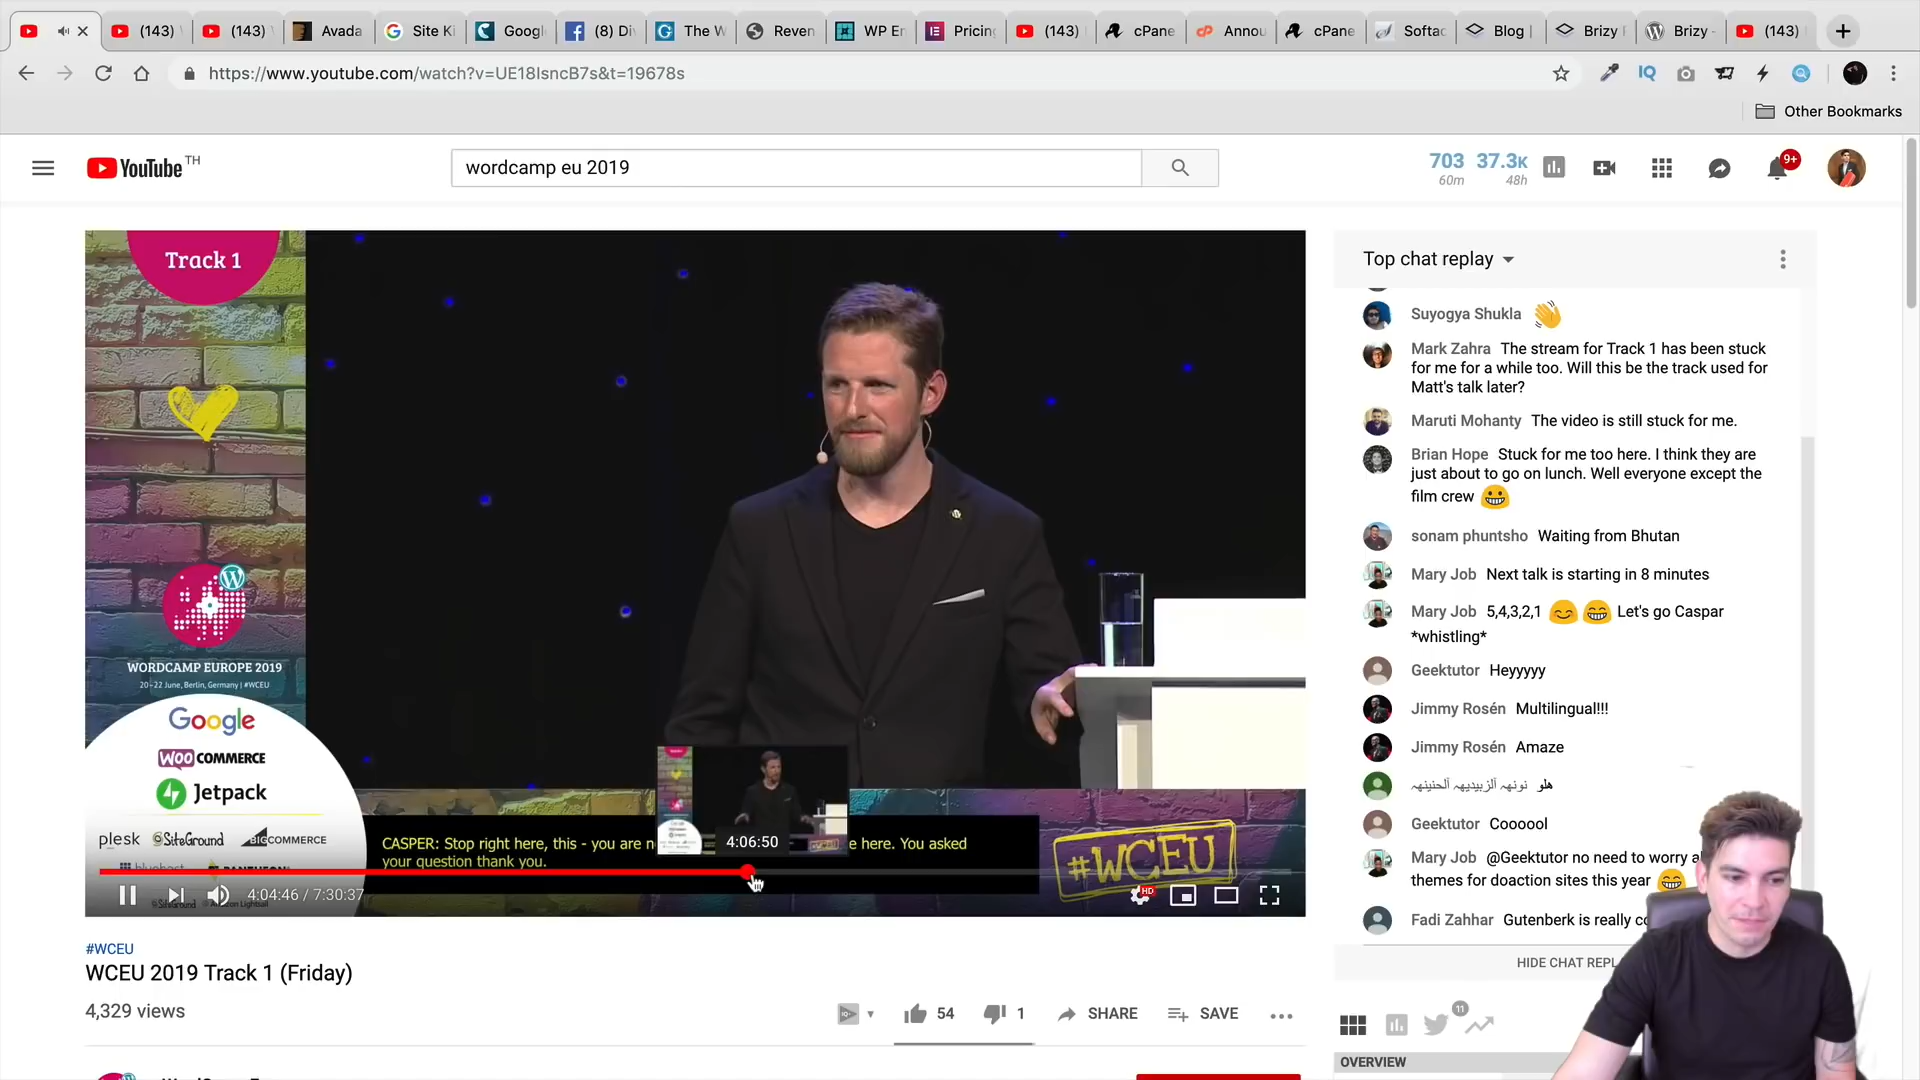 (143)
(143)
Avada
Site Ki
Googl
(8) Di
The W
Reven
WP En
Pricing
(143)
cPane
Annou
cPane
Softac
Blog
Brizy
Brizy -
(143)
https://www.youtube.com/watch?v=UE18IsncB7s&t=19678s
IQ
Other Bookmarks
YouTube TH
wordcamp eu 2019
703 37.3K
60m 48h
9+
Track 1
WORDCAMP EUROPE 2019
20-22 June, Berlin, Germany | #WCEU
Google
WOO COMMERCE
Jetpack
plesk SiteGround BIGCOMMERCE
CASPER: Stop right here, this - you are n
e here. You asked
your question thank you.
4:06:50
#WCEU
4:04:46 / 7:30:37
HD
#WCEU
WCEU 2019 Track 1 (Friday)
4,329 views
54
1
SHARE
SAVE
Top chat replay
Suyogya Shukla 👋
Mark Zahra The stream for Track 1 has been stuck
for me for a while too. Will this be the track used for
Matt's talk later?
Maruti Mohanty The video is still stuck for me.
Brian Hope Stuck for me too here. I think they are
just about to go on lunch. Well everyone except the
film crew 😀
sonam phuntsho Waiting from Bhutan
Mary Job Next talk is starting in 8 minutes
Mary Job 5,4,3,2,1 😊 😁 Let's go Caspar
*whistling*
Geektutor Heyyyyy
Jimmy Rosén Multilingual!!!
Jimmy Rosén Amaze
هلو
Geektutor Coooool
Mary Job @Geektutor no need to worry a
themes for doaction sites this year 😁
Fadi Zahhar Gutenberk is really co
HIDE CHAT REPL
11
OVERVIEW